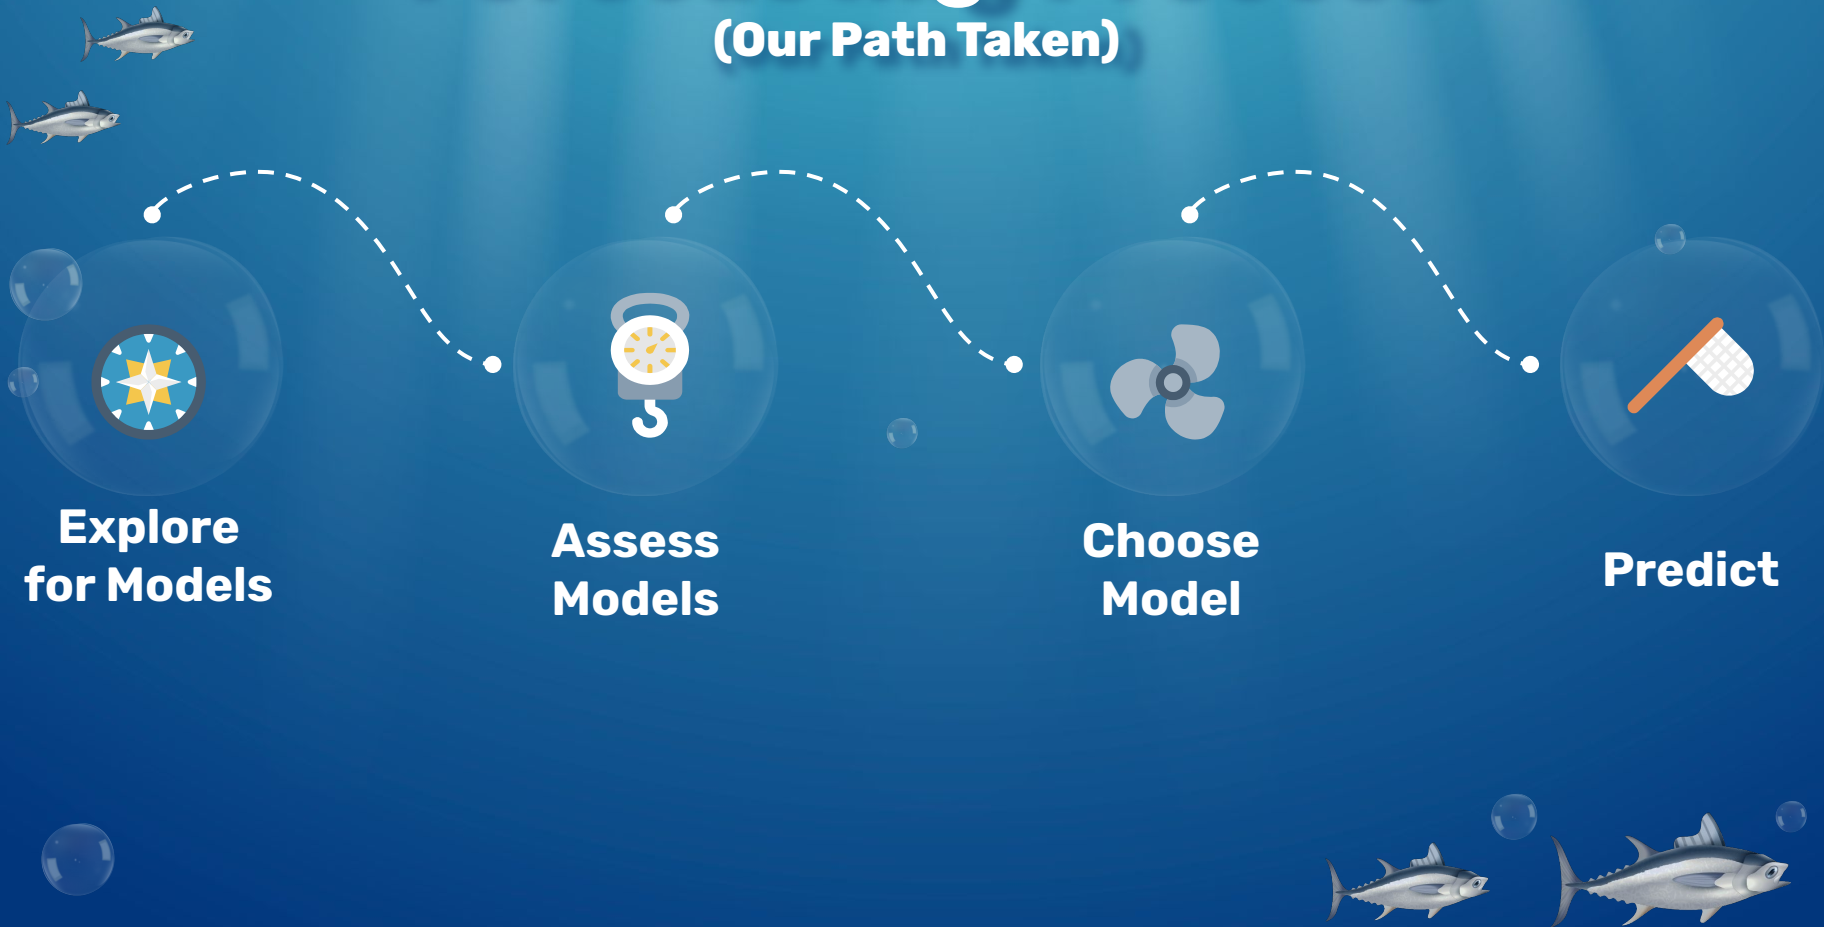 (Our Path Taken)
Explore
for Models
Assess
Models
Choose
Model
Predict